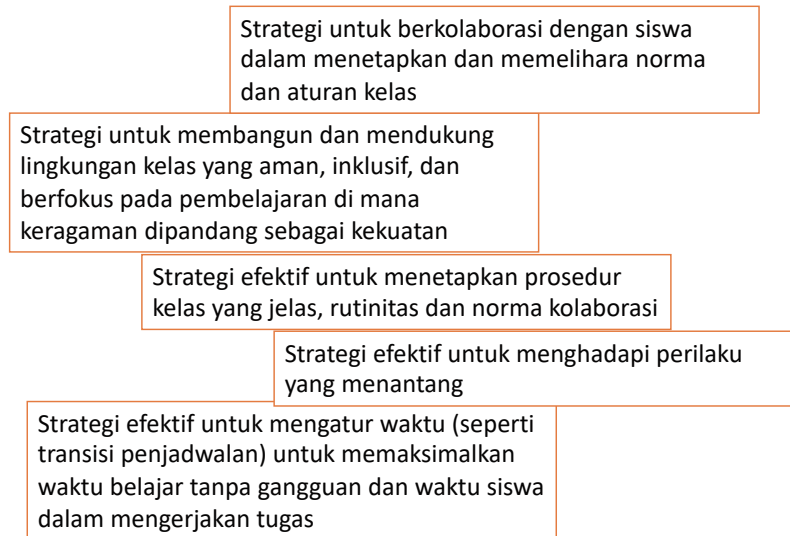 Strategi untuk berkolaborasi dengan siswa
dalam menetapkan dan memelihara norma
dan aturan kelas
Strategi untuk membangun dan mendukung
lingkungan kelas yang aman, inklusif, dan
berfokus pada pembelajaran di mana
keragaman dipandang sebagai kekuatan
Strategi efektif untuk menetapkan prosedur
kelas yang jelas, rutinitas dan norma kolaborasi
Strategi efektif untuk menghadapi perilaku
yang menantang
Strategi efektif untuk mengatur waktu (seperti
transisi penjadwalan) untuk memaksimalkan
waktu belajar tanpa gangguan dan waktu siswa
dalam mengerjakan tugas